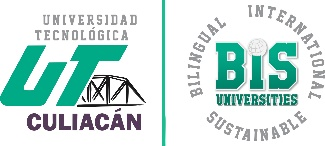 UNIVERSIDAD
TECNOLÓGICA
UT
CULIACÁN
BILINGUAL INTERNATIONAL
BIS
UNIVERSITIES
SUSTAINABLE